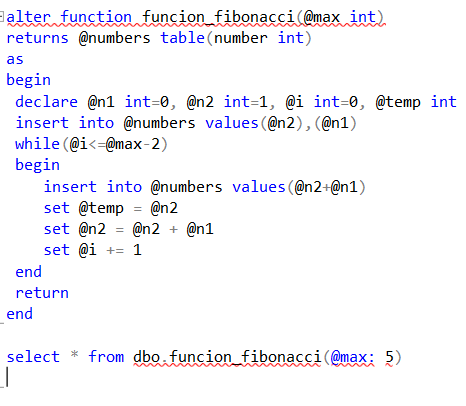 alter function funcion_fibonacci(@max int)
returns @numbers table(number int)
as
begin
declare @n1 int=0, @n2 int=1, @i int=0, @temp int
insert into @numbers values(@n2),(@n1)
while(@i<=@max-2)
begin
insert into @numbers values(@n2+@n1)
set @temp = @n2
set @n2 = @n2 + @n1
set @i += 1
end
return
end
select * from dbo.funcion_fibonacci(@max: 5)